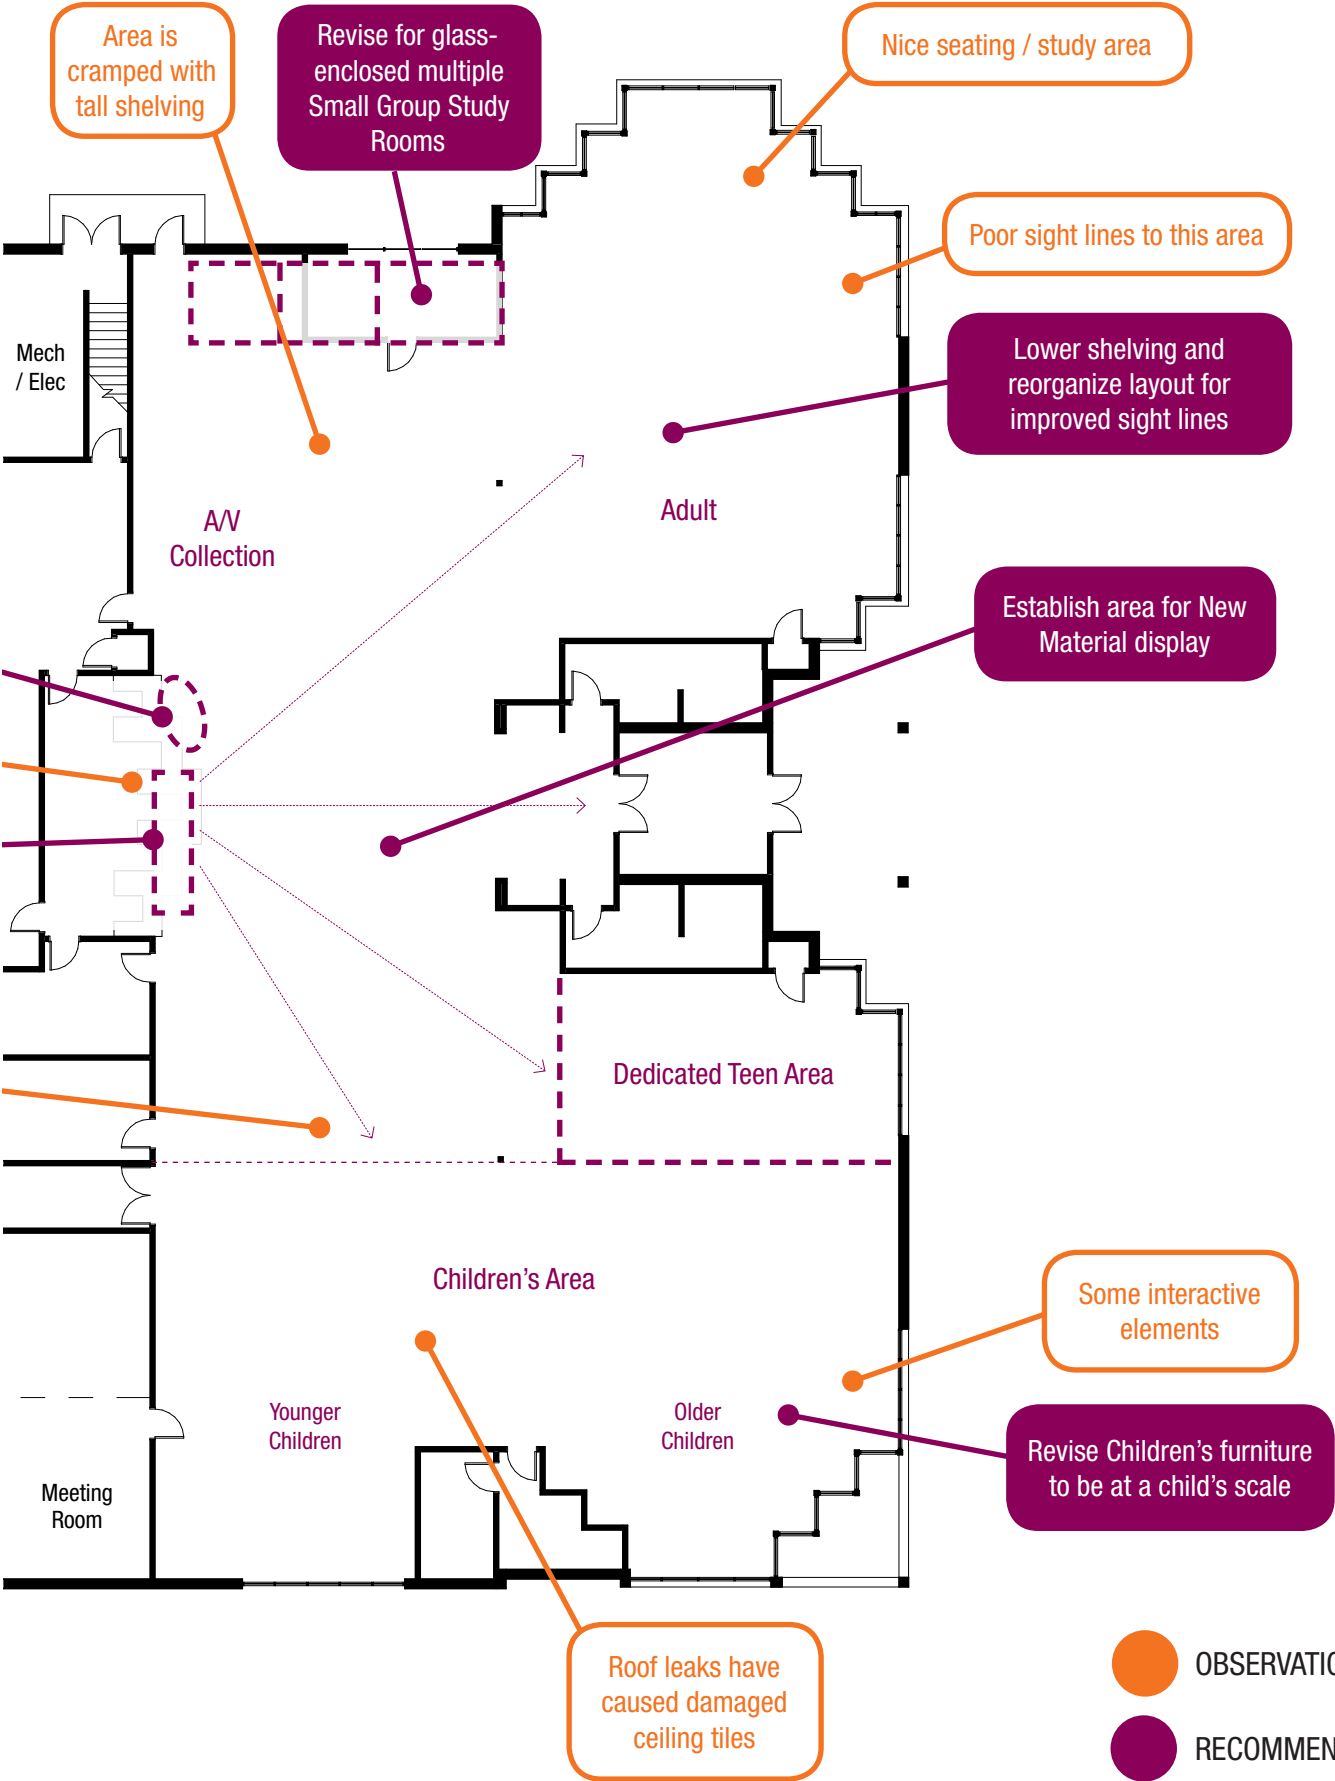 Area is
cramped with
tall shelving
Revise for glass-
enclosed multiple
Small Group Study
Rooms
Nice seating / study area
Poor sight lines to this area
Mech
/ Elec
Lower shelving and
reorganize layout for
improved sight lines
A/V
Collection
Adult
Establish area for New
Material display
Dedicated Teen Area
Children's Area
Some interactive
elements
Younger
Children
Older
Children
Revise Children's furniture
to be at a child's scale
Meeting
Room
Roof leaks have
caused damaged
ceiling tiles